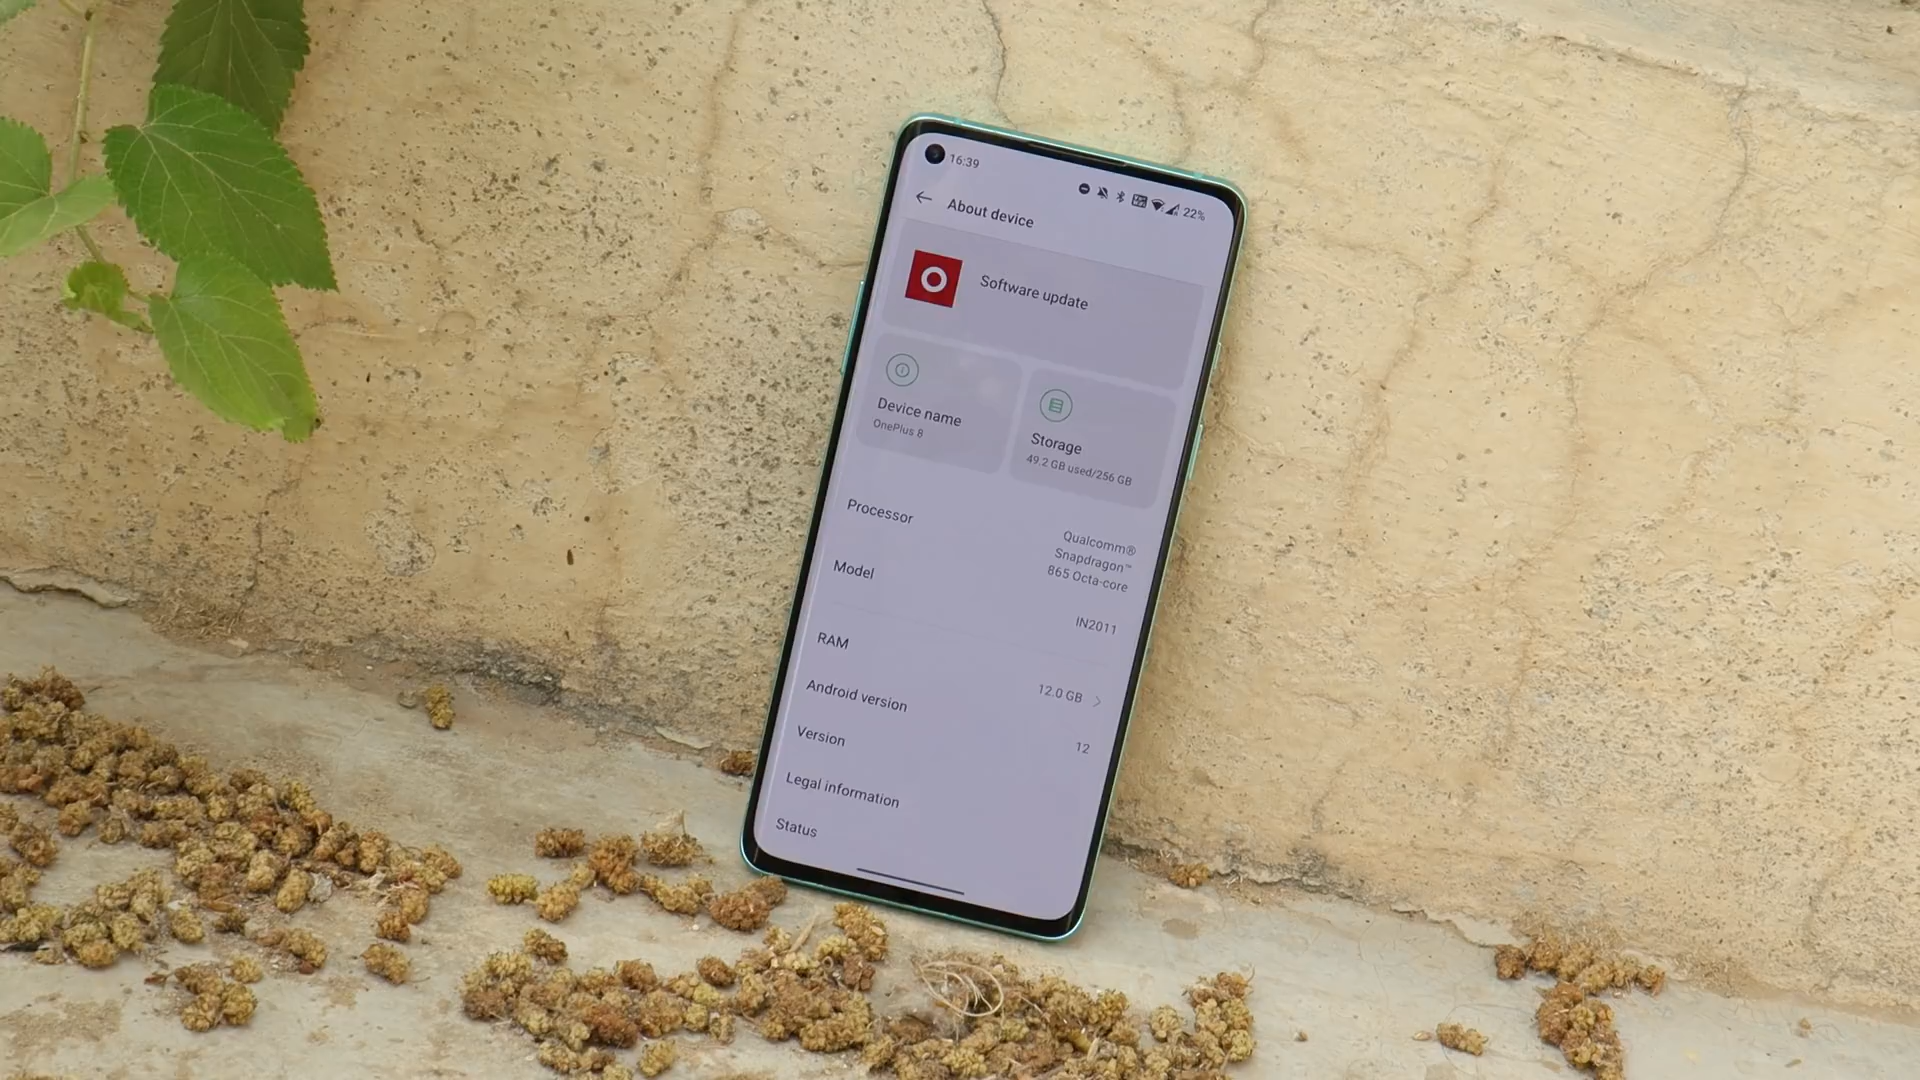 16:39
22%
About device
Software update
Device name
OnePlus 8
Storage
49.2 GB used/256 GB
Processor
Qualcomm®
Snapdragon™
865 Octa-core
Model
IN2011
RAM
12.0 GB
Android version
12
Version
Legal information
Status